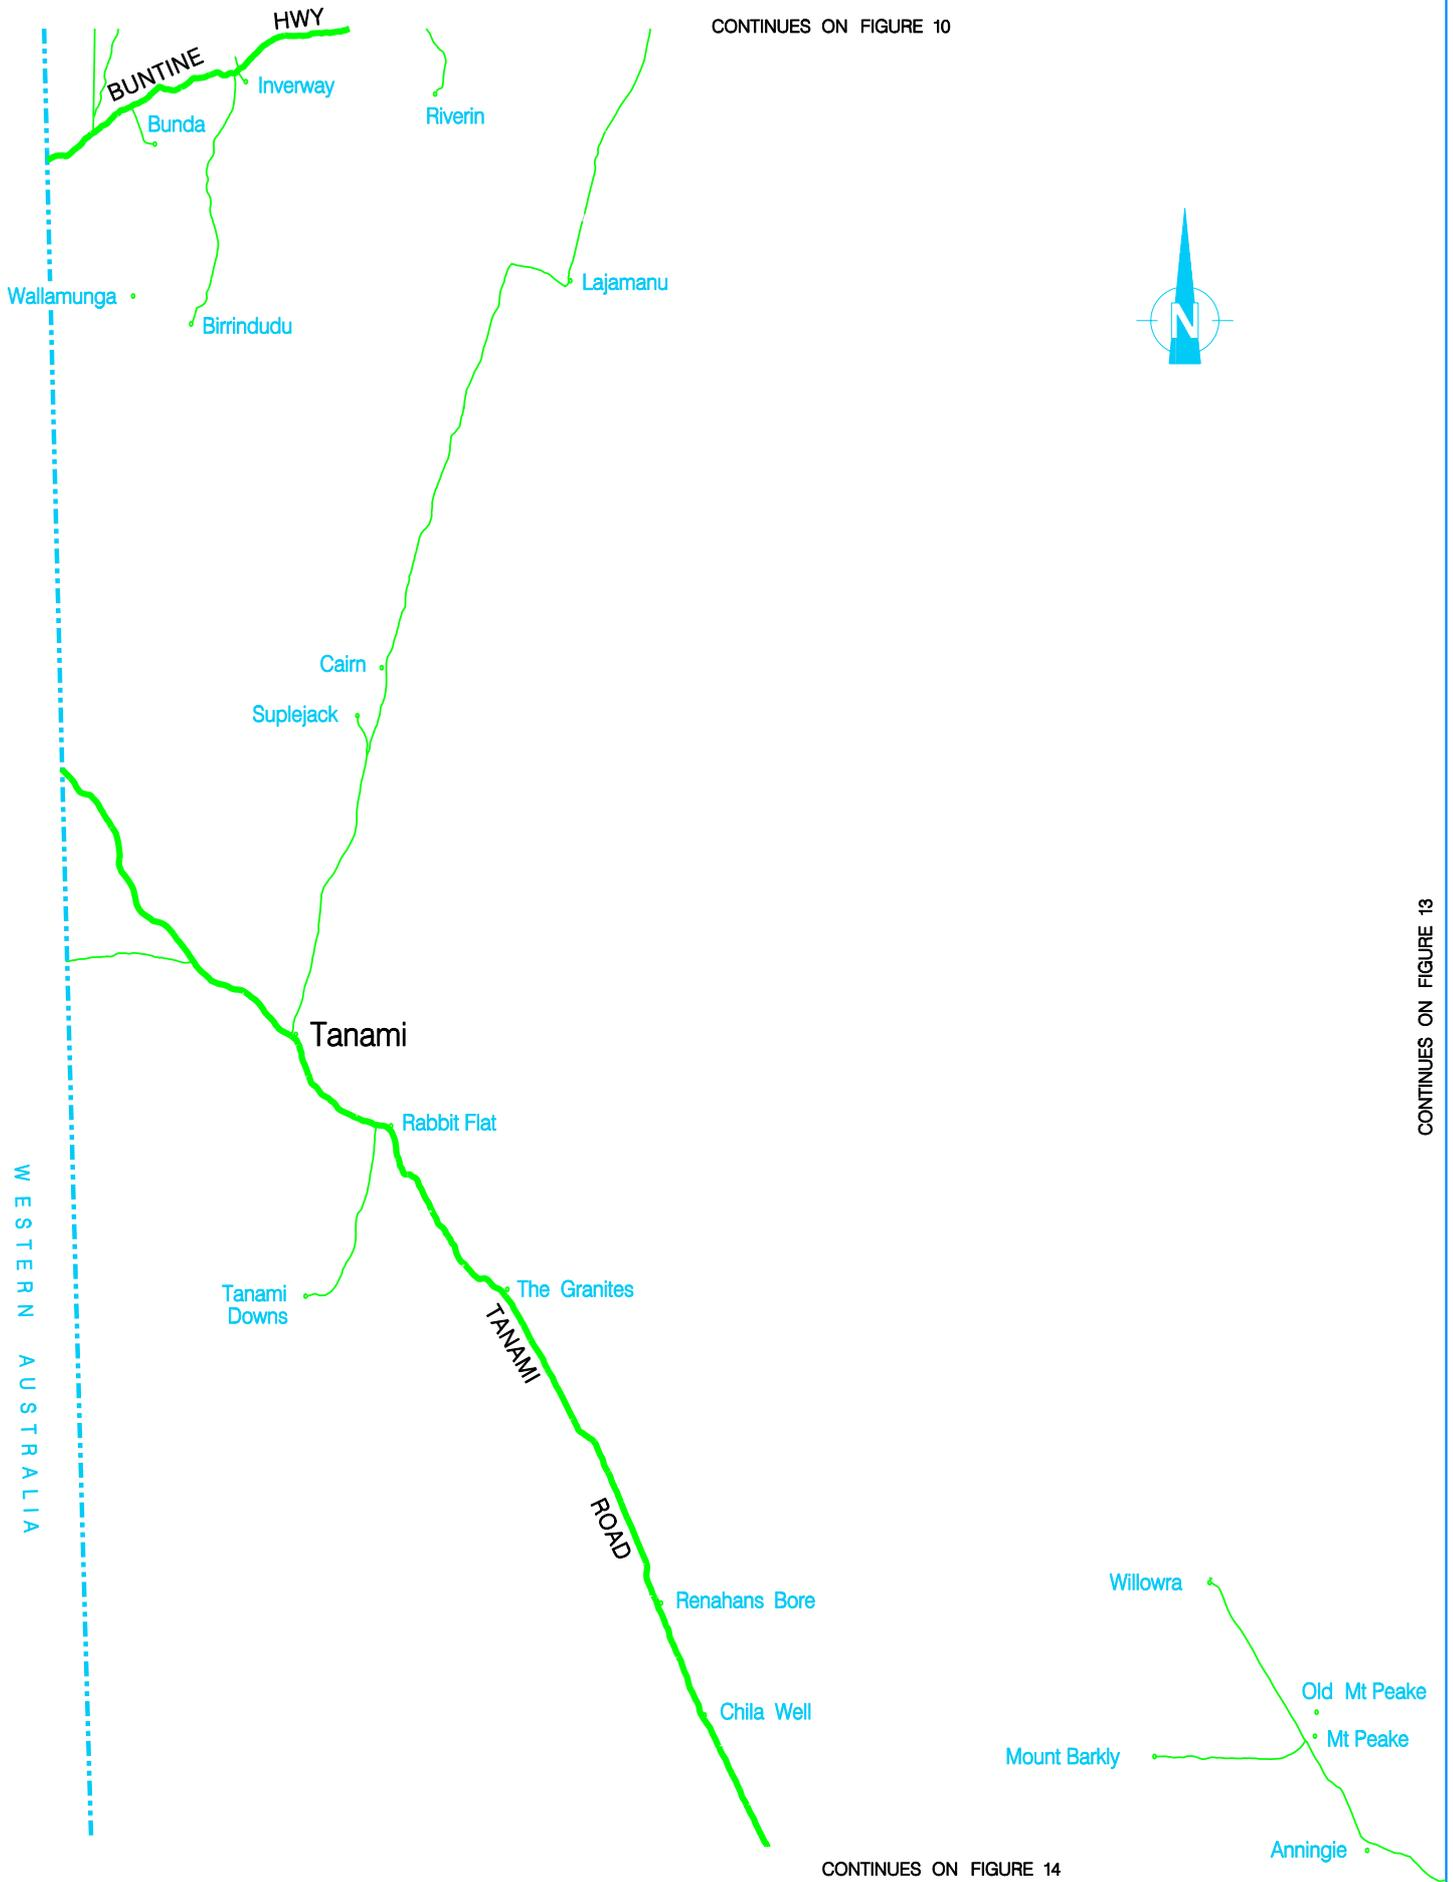 CONTINUES ON FIGURE 10
BUNTINE HWY
Inverway
Riverin
Bunda
Lajamanu
Wallamunga
Birrindudu
N
Cairn
Suplejack
CONTINUES ON FIGURE 13
Tanami
Rabbit Flat
WESTERN AUSTRALIA
The Granites
Tanami
Downs
TANAMI ROAD
Willowra
Renahans Bore
Old Mt Peake
Chila Well
Mt Peake
Mount Barkly
Anningie
CONTINUES ON FIGURE 14